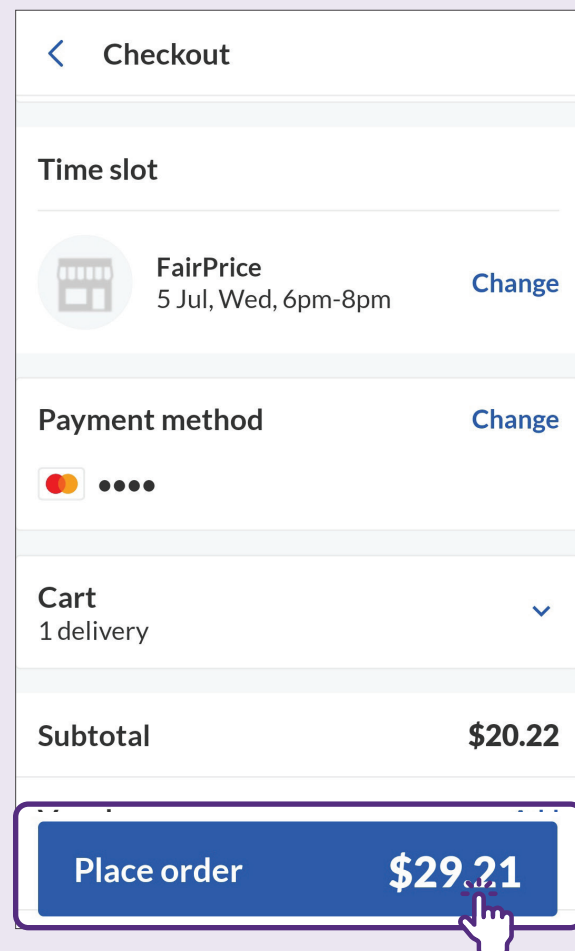 Checkout
Time slot
FairPrice
5 Jul, Wed, 6pm-8pm
Change
Payment method
Change
••••
Cart
1 delivery
Subtotal
$20.22
Place order
$29.21